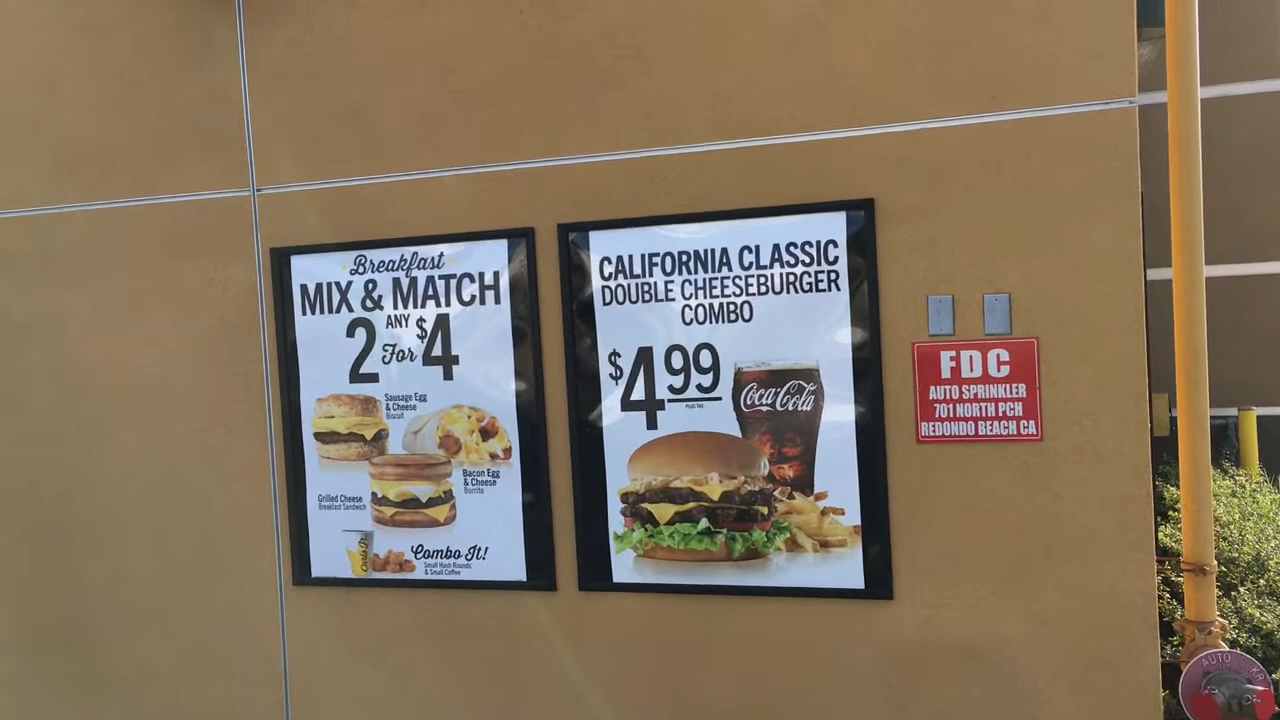 Breakfast
MIX & MATCH
2 ANY For $4
Sausage Egg
& Cheese
Biscuit
Bacon Egg
& Cheese
Burrito
Grilled Cheese
Breakfast Sandwich
Combo It!
Small Hash Rounds
& Small Coffee
CALIFORNIA CLASSIC
DOUBLE CHEESEBURGER
COMBO
$4.99
PLUS TAX
Coca-Cola
FDC
AUTO SPRINKLER
701 NORTH PCH
REDONDO BEACH CA
AUTO